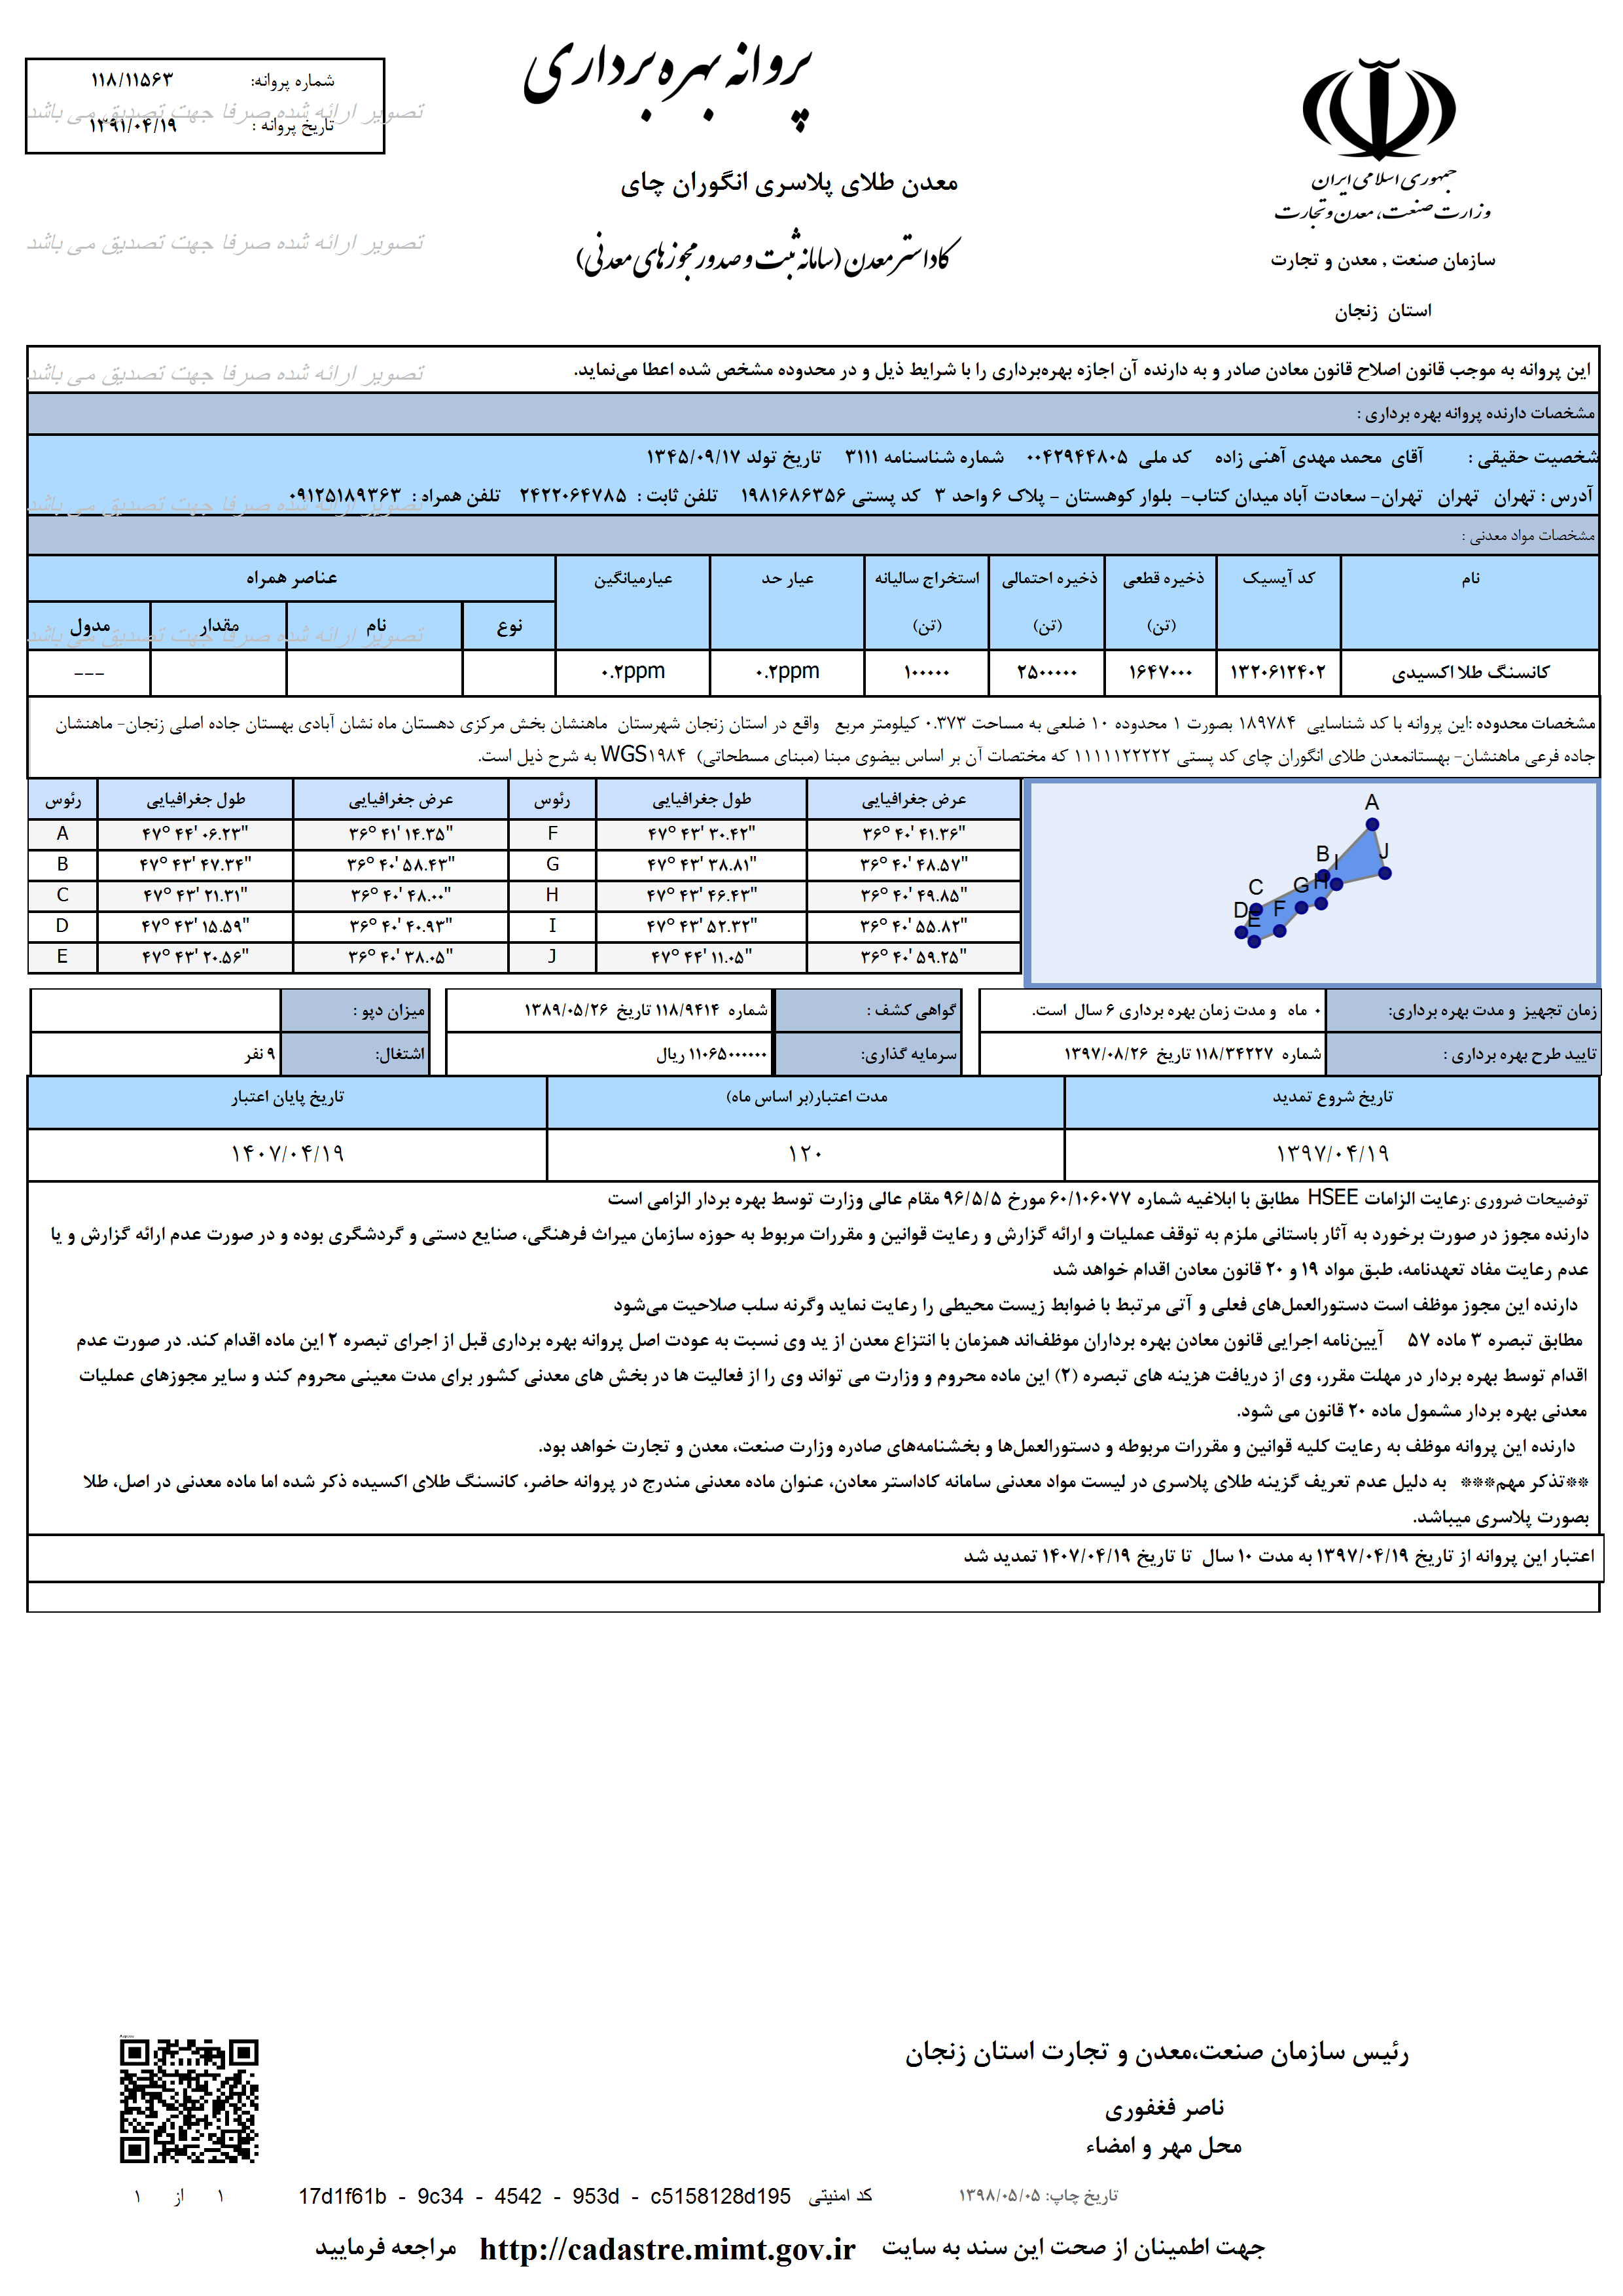 جمهوری اسلامی ایران
وزارت صنعت، معدن و تجارت
سازمان صنعت , معدن و تجارت
استان زنجان
پروانه بهره برداری
معدن طلای پلاسری انگوران چای
کاداستر معدن (سامانه ثبت و صدور مجوزهای معدنی)
شماره پروانه: ۱۱۸/۱۱۵۶۳
تاریخ پروانه : ۱۳۹۱/۰۴/۱۹
تصویر ارائه شده صرفا جهت تصدیق می باشد
تصویر ارائه شده صرفا جهت تصدیق می باشد
تصویر ارائه شده صرفا جهت تصدیق می باشد
تصویر ارائه شده صرفا جهت تصدیق می باشد
تصویر ارائه شده صرفا جهت تصدیق می باشد
این پروانه به موجب قانون اصلاح قانون معادن صادر و به دارنده آن اجازه بهره‌برداری را با شرایط ذیل و در محدوده مشخص شده اعطا می‌نماید.
مشخصات دارنده پروانه بهره برداری :
شخصیت حقیقی : آقای محمد مهدی آهنی زاده کد ملی ۰۰۴۲۹۴۴۸۰۵ شماره شناسنامه ۳۱۱۱ تاریخ تولد ۱۳۴۵/۰۹/۱۷
آدرس : تهران تهران تهران- سعادت آباد میدان کتاب- بلوار کوهستان - پلاک ۶ واحد ۳ کد پستی ۱۹۸۱۶۸۶۳۵۶ تلفن ثابت : ۲۴۲۲۰۶۴۷۸۵ تلفن همراه : ۰۹۱۲۵۱۸۹۳۶۳
مشخصات مواد معدنی :
نام کد آیسیک ذخیره قطعی (تن) ذخیره احتمالی (تن) استخراج سالیانه (تن) عیار حد عیارمیانگین عناصر همراه
نوع نام مقدار مدول
کانسنگ طلا اکسیدی ۱۳۲۰۶۱۲۴۰۲ ۱۶۴۷۰۰۰ ۲۵۰۰۰۰۰ ۱۰۰۰۰۰ ۰.۲ppm ۰.۲ppm ---
مشخصات محدوده :این پروانه با کد شناسایی ۱۸۹۷۸۴ بصورت ۱ محدوده ۱۰ ضلعی به مساحت ۰.۳۷۳ کیلومتر مربع واقع در استان زنجان شهرستان ماهنشان بخش مرکزی دهستان ماه نشان آبادی بهستان جاده اصلی زنجان- ماهنشان
جاده فرعی ماهنشان- بهستانمعدن طلای انگوران چای کد پستی ۱۱۱۱۱۲۲۲۲۲ که مختصات آن بر اساس بیضوی مبنا (مبنای مسطحاتی) WGS۱۹۸۴ به شرح ذیل است.
رئوس طول جغرافیایی عرض جغرافیایی رئوس طول جغرافیایی عرض جغرافیایی
A ۴۷° ۴۴' ۰۶.۲۳" ۳۶° ۴۱' ۱۴.۳۵" F ۴۷° ۴۳' ۳۰.۴۲" ۳۶° ۴۰' ۴۱.۳۶"
B ۴۷° ۴۳' ۴۷.۳۴" ۳۶° ۴۰' ۵۸.۴۳" G ۴۷° ۴۳' ۳۸.۸۱" ۳۶° ۴۰' ۴۸.۵۷"
C ۴۷° ۴۳' ۲۱.۳۱" ۳۶° ۴۰' ۴۸.۰۰" H ۴۷° ۴۳' ۴۶.۴۳" ۳۶° ۴۰' ۴۹.۸۵"
D ۴۷° ۴۳' ۱۵.۵۹" ۳۶° ۴۰' ۴۰.۹۳" I ۴۷° ۴۳' ۵۲.۳۲" ۳۶° ۴۰' ۵۵.۸۲"
E ۴۷° ۴۳' ۲۰.۵۶" ۳۶° ۴۰' ۳۸.۰۵" J ۴۷° ۴۴' ۱۱.۰۵" ۳۶° ۴۰' ۵۹.۲۵"
A
J
B I
H
G
C
F
D E
زمان تجهیز و مدت بهره برداری: ۰ ماه و مدت زمان بهره برداری ۶ سال است. گواهی کشف : شماره ۱۱۸/۹۴۱۴ تاریخ ۱۳۸۹/۰۵/۲۶ میزان دپو :
تایید طرح بهره برداری : شماره ۱۱۸/۳۴۲۲۷ تاریخ ۱۳۹۷/۰۸/۲۶ سرمایه گذاری: ۱۱۰۶۵۰۰۰۰۰۰ ریال اشتغال: ۹ نفر
تاریخ شروع تمدید مدت اعتبار(بر اساس ماه) تاریخ پایان اعتبار
۱۳۹۷/۰۴/۱۹ ۱۲۰ ۱۴۰۷/۰۴/۱۹
توضیحات ضروری :رعایت الزامات HSEE مطابق با ابلاغیه شماره ۶۰/۱۰۶۰۷۷ مورخ ۹۶/۵/۵ مقام عالی وزارت توسط بهره بردار الزامی است
دارنده مجوز در صورت برخورد به آثار باستانی ملزم به توقف عملیات و ارائه گزارش و رعایت قوانین و مقررات مربوط به حوزه سازمان میراث فرهنگی، صنایع دستی و گردشگری بوده و در صورت عدم ارائه گزارش و یا
عدم رعایت مفاد تعهدنامه، طبق مواد ۱۹ و ۲۰ قانون معادن اقدام خواهد شد
دارنده این مجوز موظف است دستورالعمل‌های فعلی و آتی مرتبط با ضوابط زیست محیطی را رعایت نماید وگرنه سلب صلاحیت می‌شود
مطابق تبصره ۳ ماده ۵۷ آیین‌نامه اجرایی قانون معادن بهره برداران موظف‌اند همزمان با انتزاع معدن از ید وی نسبت به عودت اصل پروانه بهره برداری قبل از اجرای تبصره ۲ این ماده اقدام کند. در صورت عدم
اقدام توسط بهره بردار در مهلت مقرر، وی از دریافت هزینه های تبصره (۲) این ماده محروم و وزارت می تواند وی را از فعالیت ها در بخش های معدنی کشور برای مدت معینی محروم کند و سایر مجوزهای عملیات
معدنی بهره بردار مشمول ماده ۲۰ قانون می شود.
دارنده این پروانه موظف به رعایت کلیه قوانین و مقررات مربوطه و دستورالعمل‌ها و بخشنامه‌های صادره وزارت صنعت، معدن و تجارت خواهد بود.
**تذکر مهم*** به دلیل عدم تعریف گزینه طلای پلاسری در لیست مواد معدنی سامانه کاداستر معادن، عنوان ماده معدنی مندرج در پروانه حاضر، کانسنگ طلای اکسیده ذکر شده اما ماده معدنی در اصل، طلا
بصورت پلاسری میباشد.
اعتبار این پروانه از تاریخ ۱۳۹۷/۰۴/۱۹ به مدت ۱۰ سال تا تاریخ ۱۴۰۷/۰۴/۱۹ تمدید شد
رئیس سازمان صنعت،معدن و تجارت استان زنجان
ناصر فغفوری
محل مهر و امضاء
تاریخ چاپ: ۱۳۹۸/۰۵/۰۵ کد امنیتی 17d1f61b - 9c34 - 4542 - 953d - c5158128d195 ۱ از ۱
جهت اطمینان از صحت این سند به سایت http://cadastre.mimt.gov.ir مراجعه فرمایید